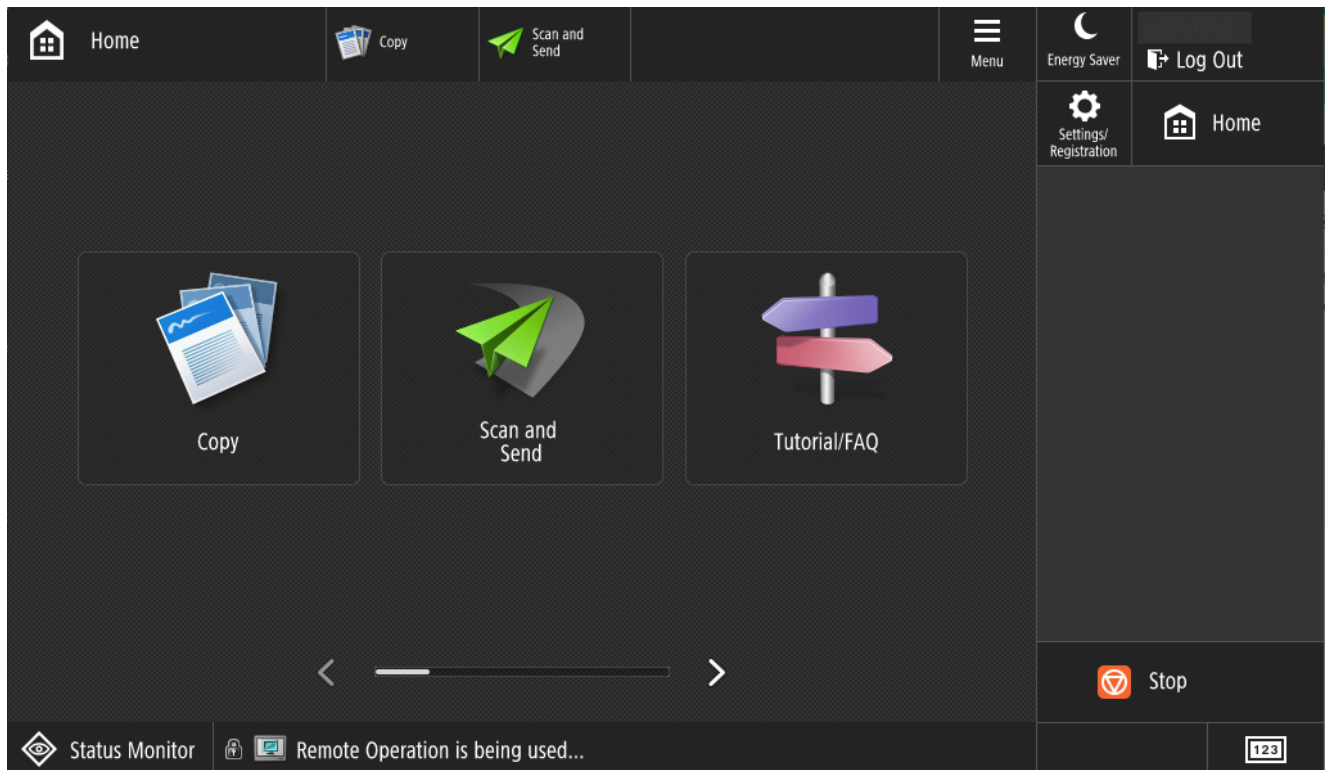 Home
Copy
Scan and
Send
Menu
Energy Saver
Log Out
Settings/
Registration
Home
Copy
Scan and
Send
Tutorial/FAQ
Stop
Status Monitor
Remote Operation is being used...
123